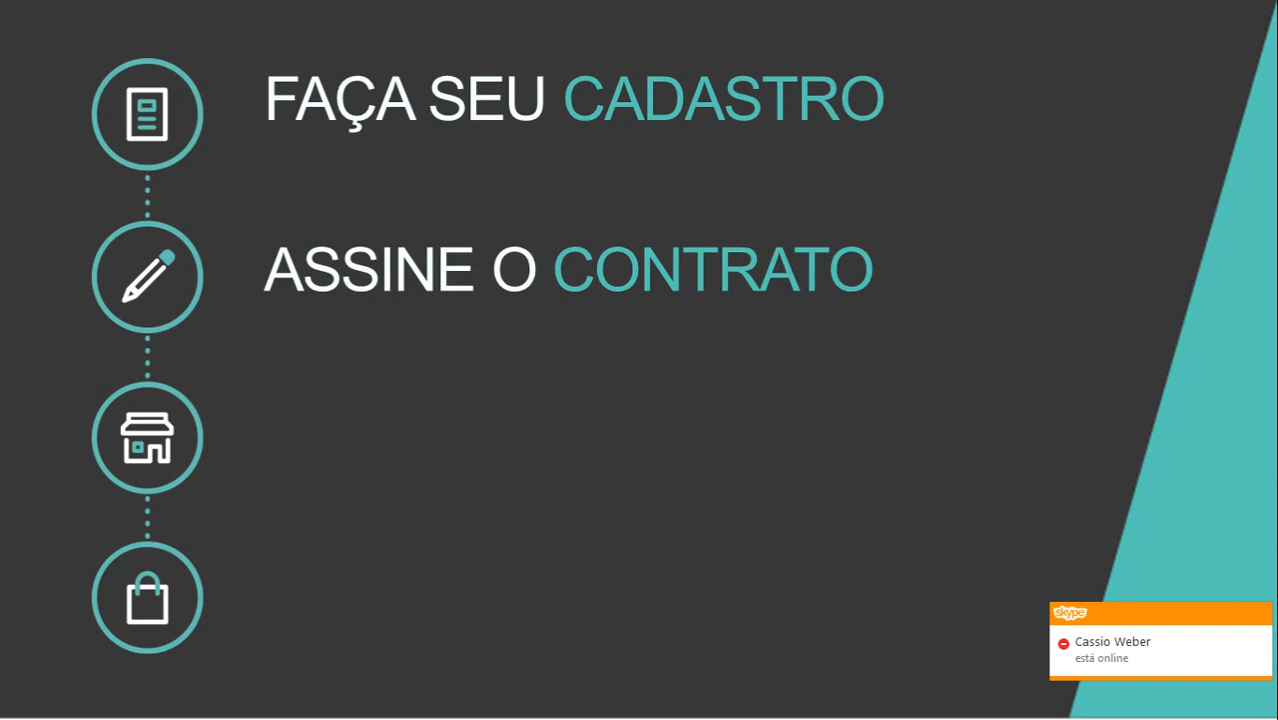 FAÇA SEU CADASTRO
ASSINE O CONTRATO
skype
Cassio Weber
está online